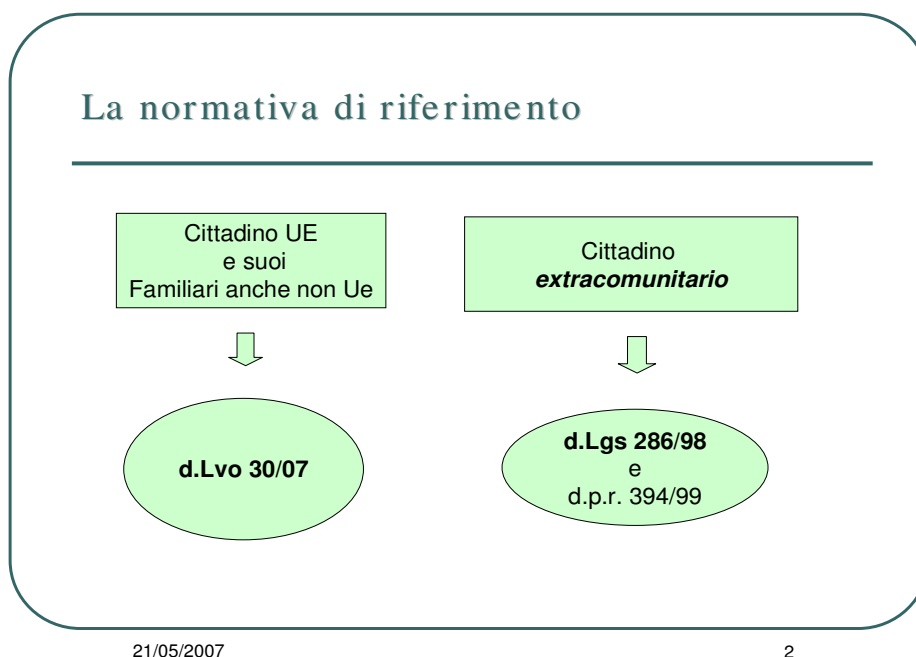 La normativa di riferimento
Cittadino UE
e suoi
Familiari anche non Ue
Cittadino
extracomunitario
d.Lvo 30/07
d.Lgs 286/98
e
d.p.r. 394/99
21/05/2007
2